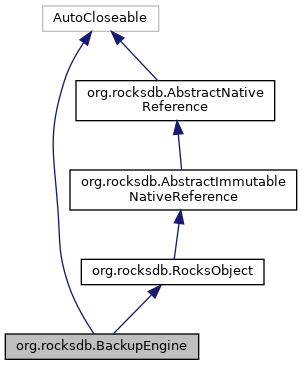 AutoCloseable
org.rocksdb.AbstractNative
Reference
org.rocksdb.AbstractImmutable
NativeReference
org.rocksdb.RocksObject
org.rocksdb.BackupEngine